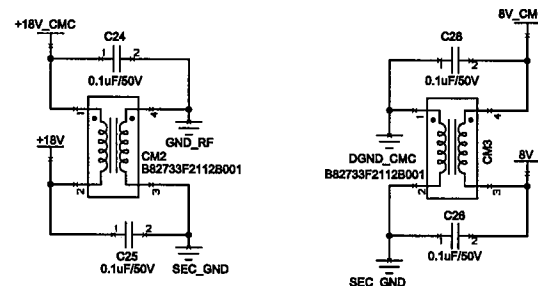 +18V_CMC
C24
1
2
0.1uF/50V
1
4
GND_RF
+18V
CM2
B82733F2112B001
2
3
1
2
C25
0.1uF/50V
SEC_GND
8V_CM
C28
1
2
0.1uF/50V
1
4
DGND_CMC
CM3
B82733F2112B001
8V
2
3
C26
1
2
0.1uF/50V
SEC_GND